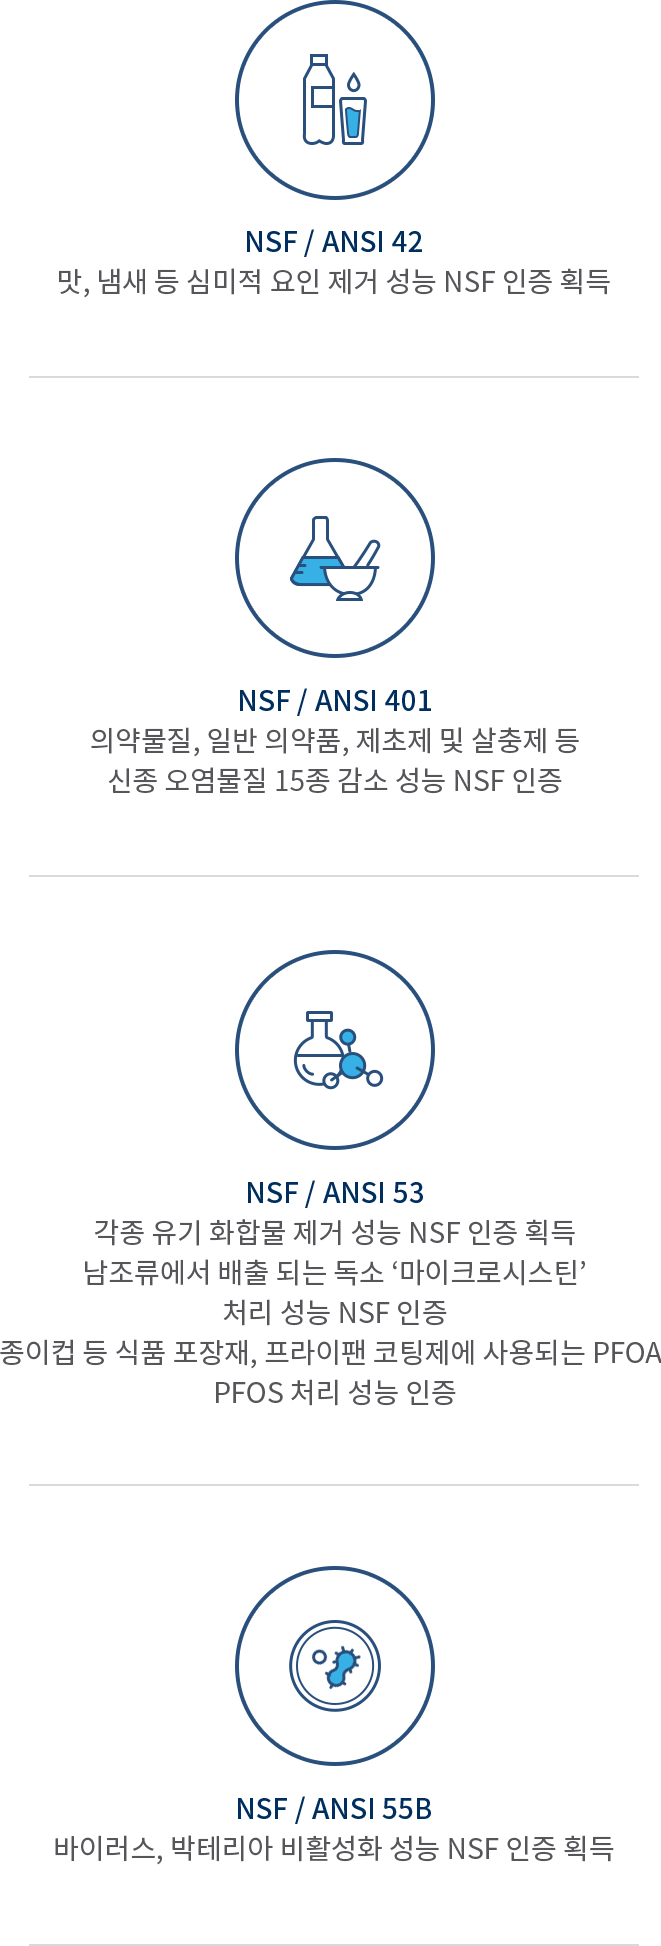 NSF / ANSI 42
맛, 냄새 등 심미적 요인 제거 성능 NSF 인증 획득
NSF / ANSI 401
의약물질, 일반 의약품, 제초제 및 살충제 등
신종 오염물질 15종 감소 성능 NSF 인증
NSF / ANSI 53
각종 유기 화합물 제거 성능 NSF 인증 획득
남조류에서 배출 되는 독소 ‘마이크로시스틴’
처리 성능 NSF 인증
종이컵 등 식품 포장재, 프라이팬 코팅제에 사용되는 PFOA
PFOS 처리 성능 인증
NSF / ANSI 55B
바이러스, 박테리아 비활성화 성능 NSF 인증 획득